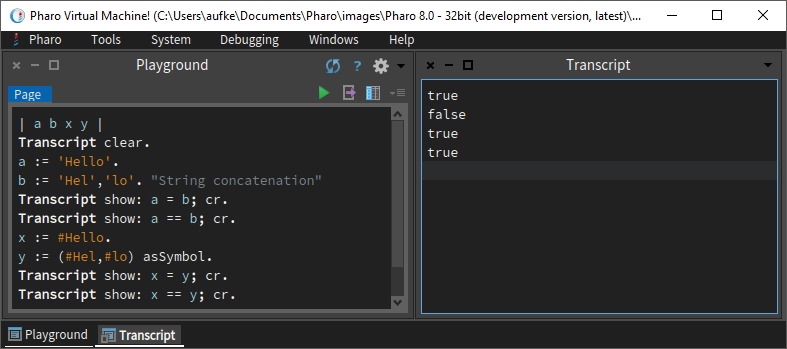 Pharo Virtual Machine! (C:\Users\aufke\Documents\Pharo\images\Pharo 8.0 - 32bit (development version, latest)\...
Pharo Tools System Debugging Windows Help
Playground
?
Page
| a b x y |
Transcript clear.
a := 'Hello'.
b := 'Hel','lo'. "String concatenation"
Transcript show: a = b; cr.
Transcript show: a == b; cr.
x := #Hello.
y := (#Hel,#lo) asSymbol.
Transcript show: x = y; cr.
Transcript show: x == y; cr.
Transcript
true
false
true
true
Playground Transcript